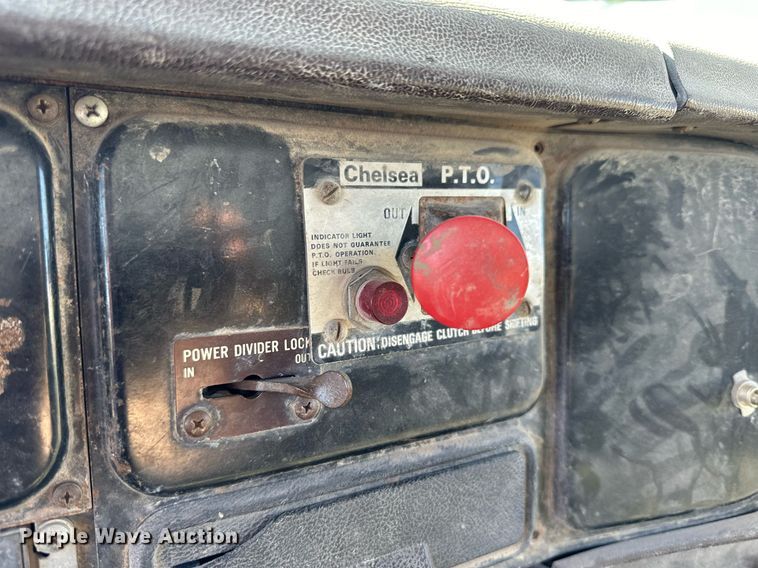 Chelsea P.T.O.
OUT IN
INDICATOR LIGHT
DOES NOT GUARANTEE
P.T.O. OPERATION.
IF LIGHT FAILS
CHECK BULB
CAUTION: DISENGAGE CLUTCH BEFORE SHIFTING
POWER DIVIDER LOCK
IN OUT
Purple Wave Auction